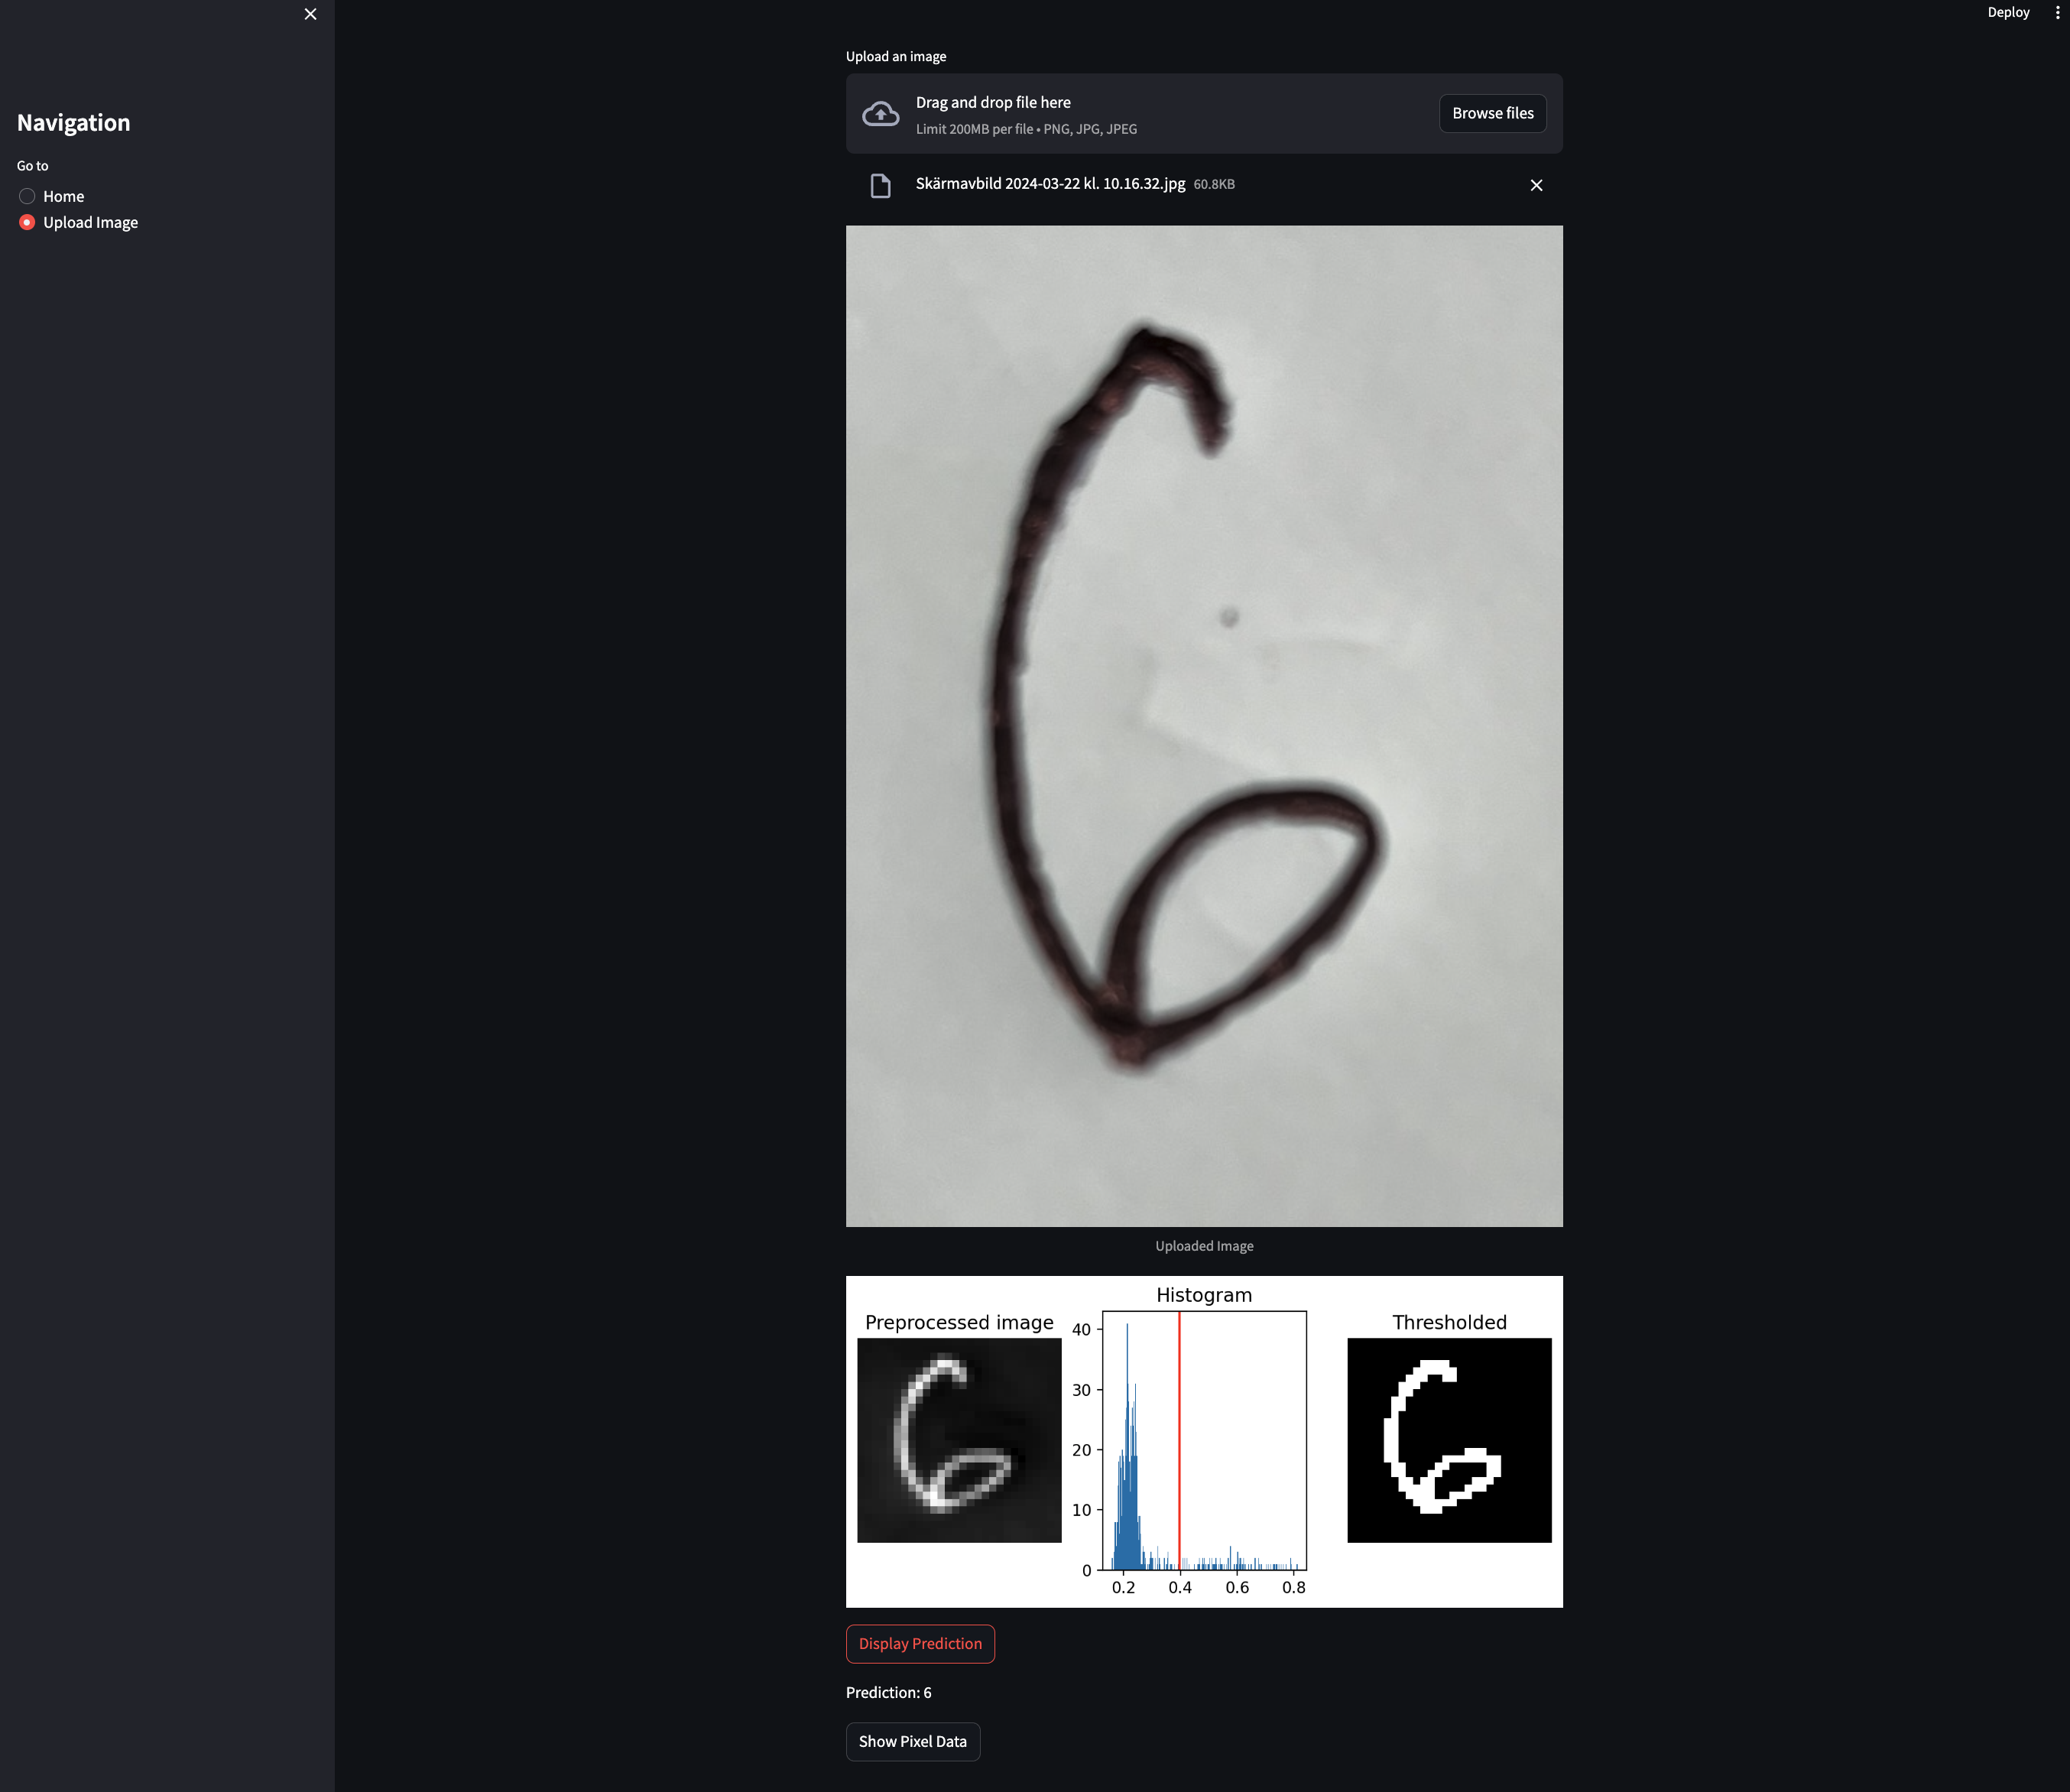 Deploy
Navigation
Go to
Home
Upload Image
Upload an image
Drag and drop file here
Limit 200MB per file • PNG, JPG, JPEG
Browse files
Skärmavbild 2024-03-22 kl. 10.16.32.jpg 60.8KB
6
Uploaded Image
Preprocessed image
6
Histogram
40
30
20
10
0
0.2 0.4 0.6 0.8
Thresholded
6
Display Prediction
Prediction: 6
Show Pixel Data